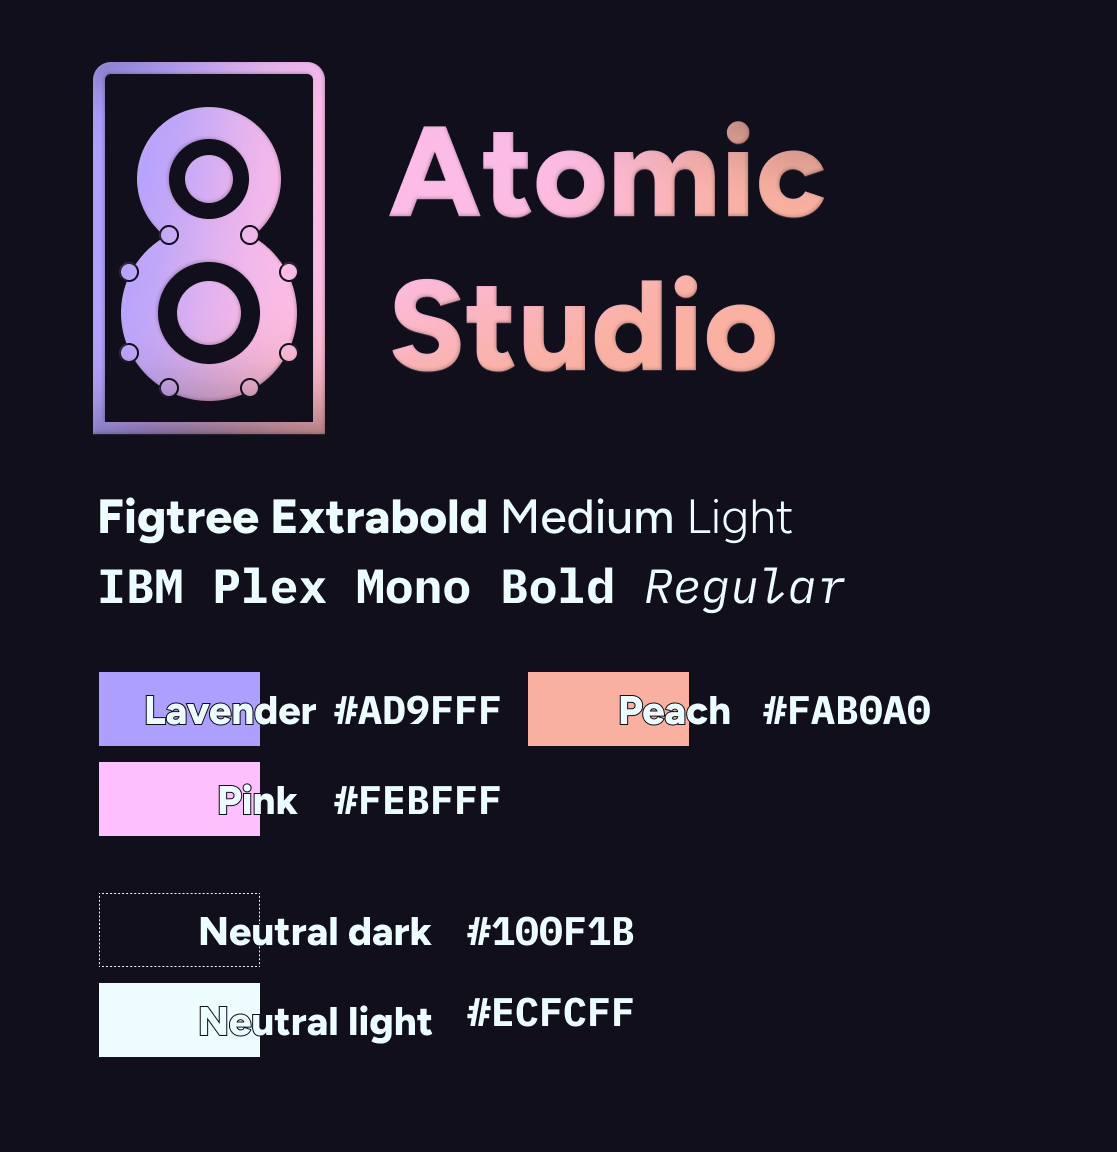 Atomic
Studio
Figtree Extrabold Medium Light
IBM Plex Mono Bold Regular
Lavender #AD9FFF Peach #FAB0A0
Pink #FEBFFF
Neutral dark #100F1B
Neutral light #ECFCFF